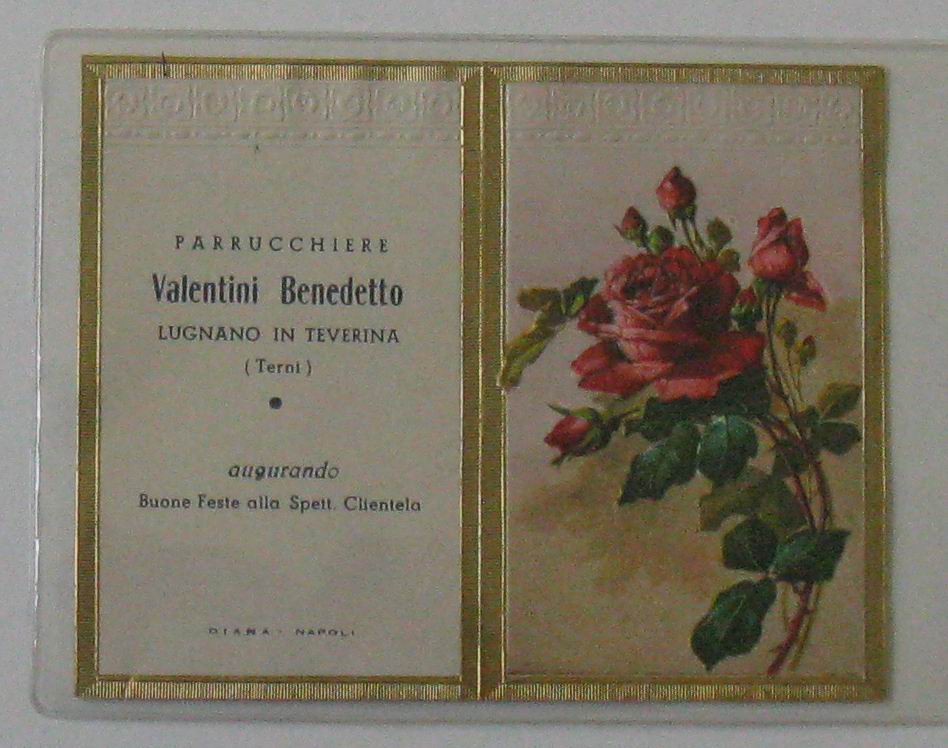 PARRUCCHIERE
Valentini Benedetto
LUGNANO IN TEVERINA
(Terni)
augurando
Buone Feste alla Spett. Clientela
DIANA - NAPOLI